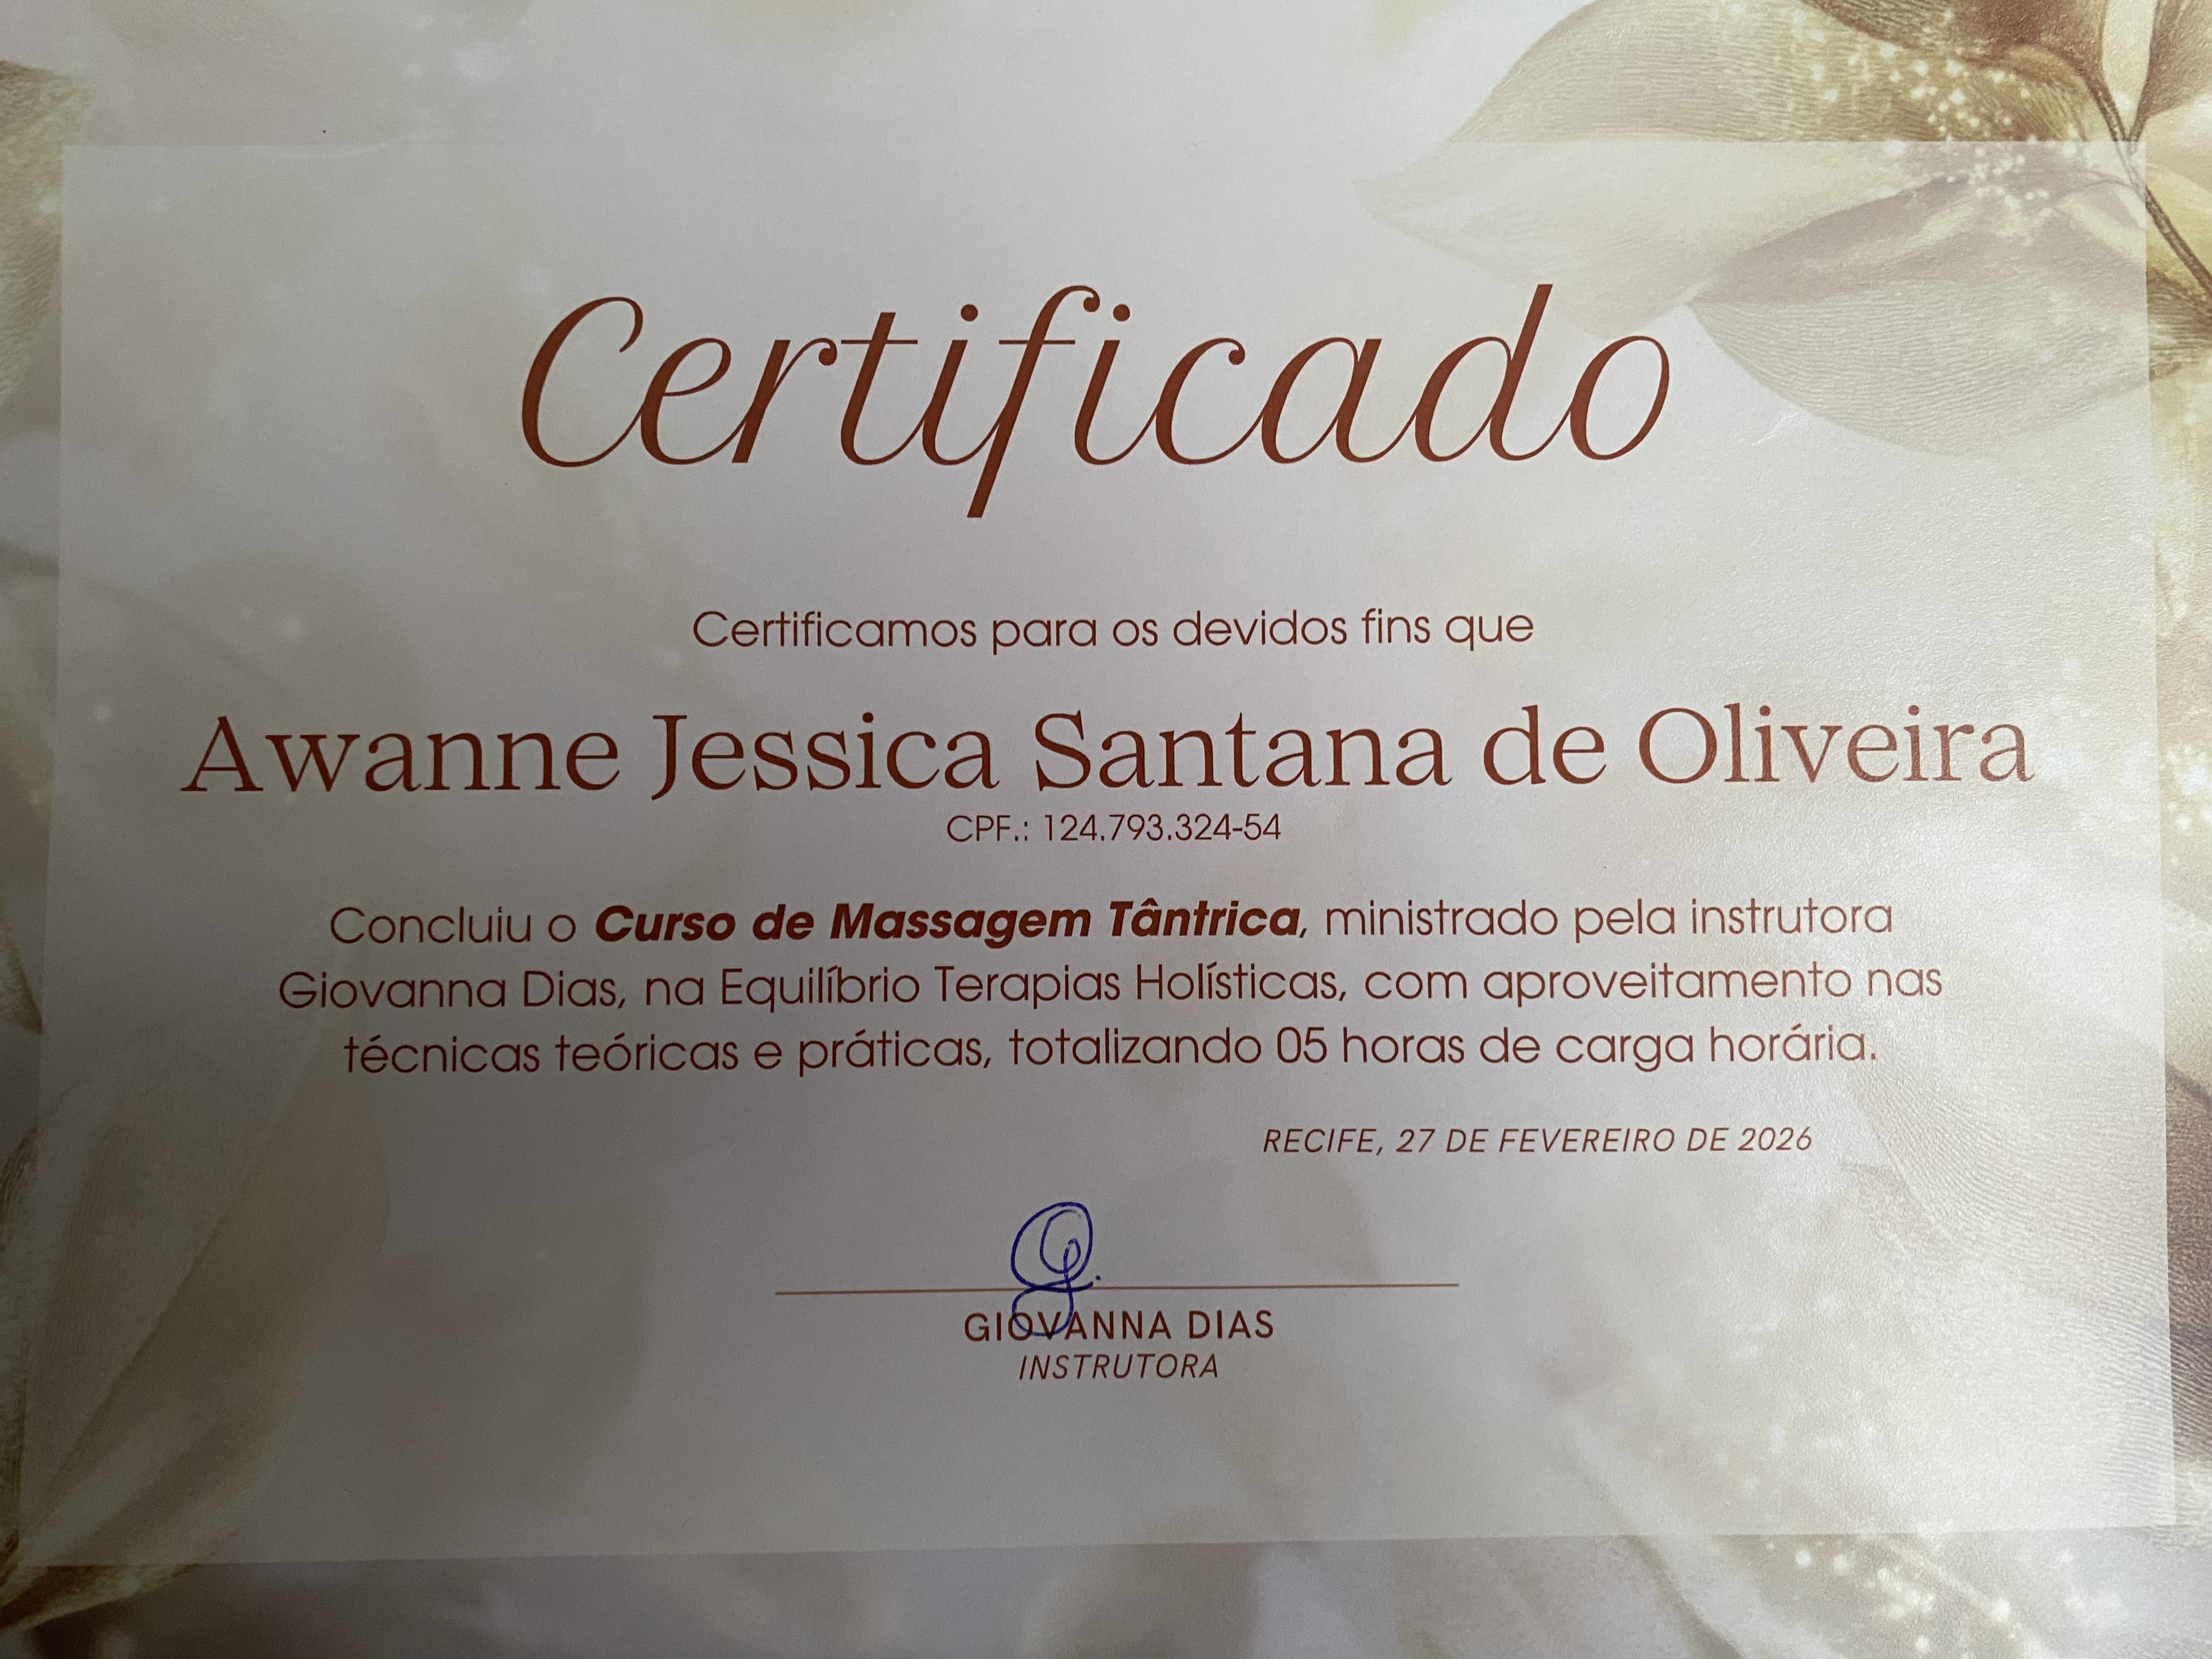 Certificado
Certificamos para os devidos fins que
Awanne Jessica Santana de Oliveira
CPF.: 124.793.324-54
Concluiu o Curso de Massagem Tântrica, ministrado pela instrutora
Giovanna Dias, na Equilíbrio Terapias Holísticas, com aproveitamento nas
técnicas teóricas e práticas, totalizando 05 horas de carga horária.
RECIFE, 27 DE FEVEREIRO DE 2026
GIOVANNA DIAS
INSTRUTORA